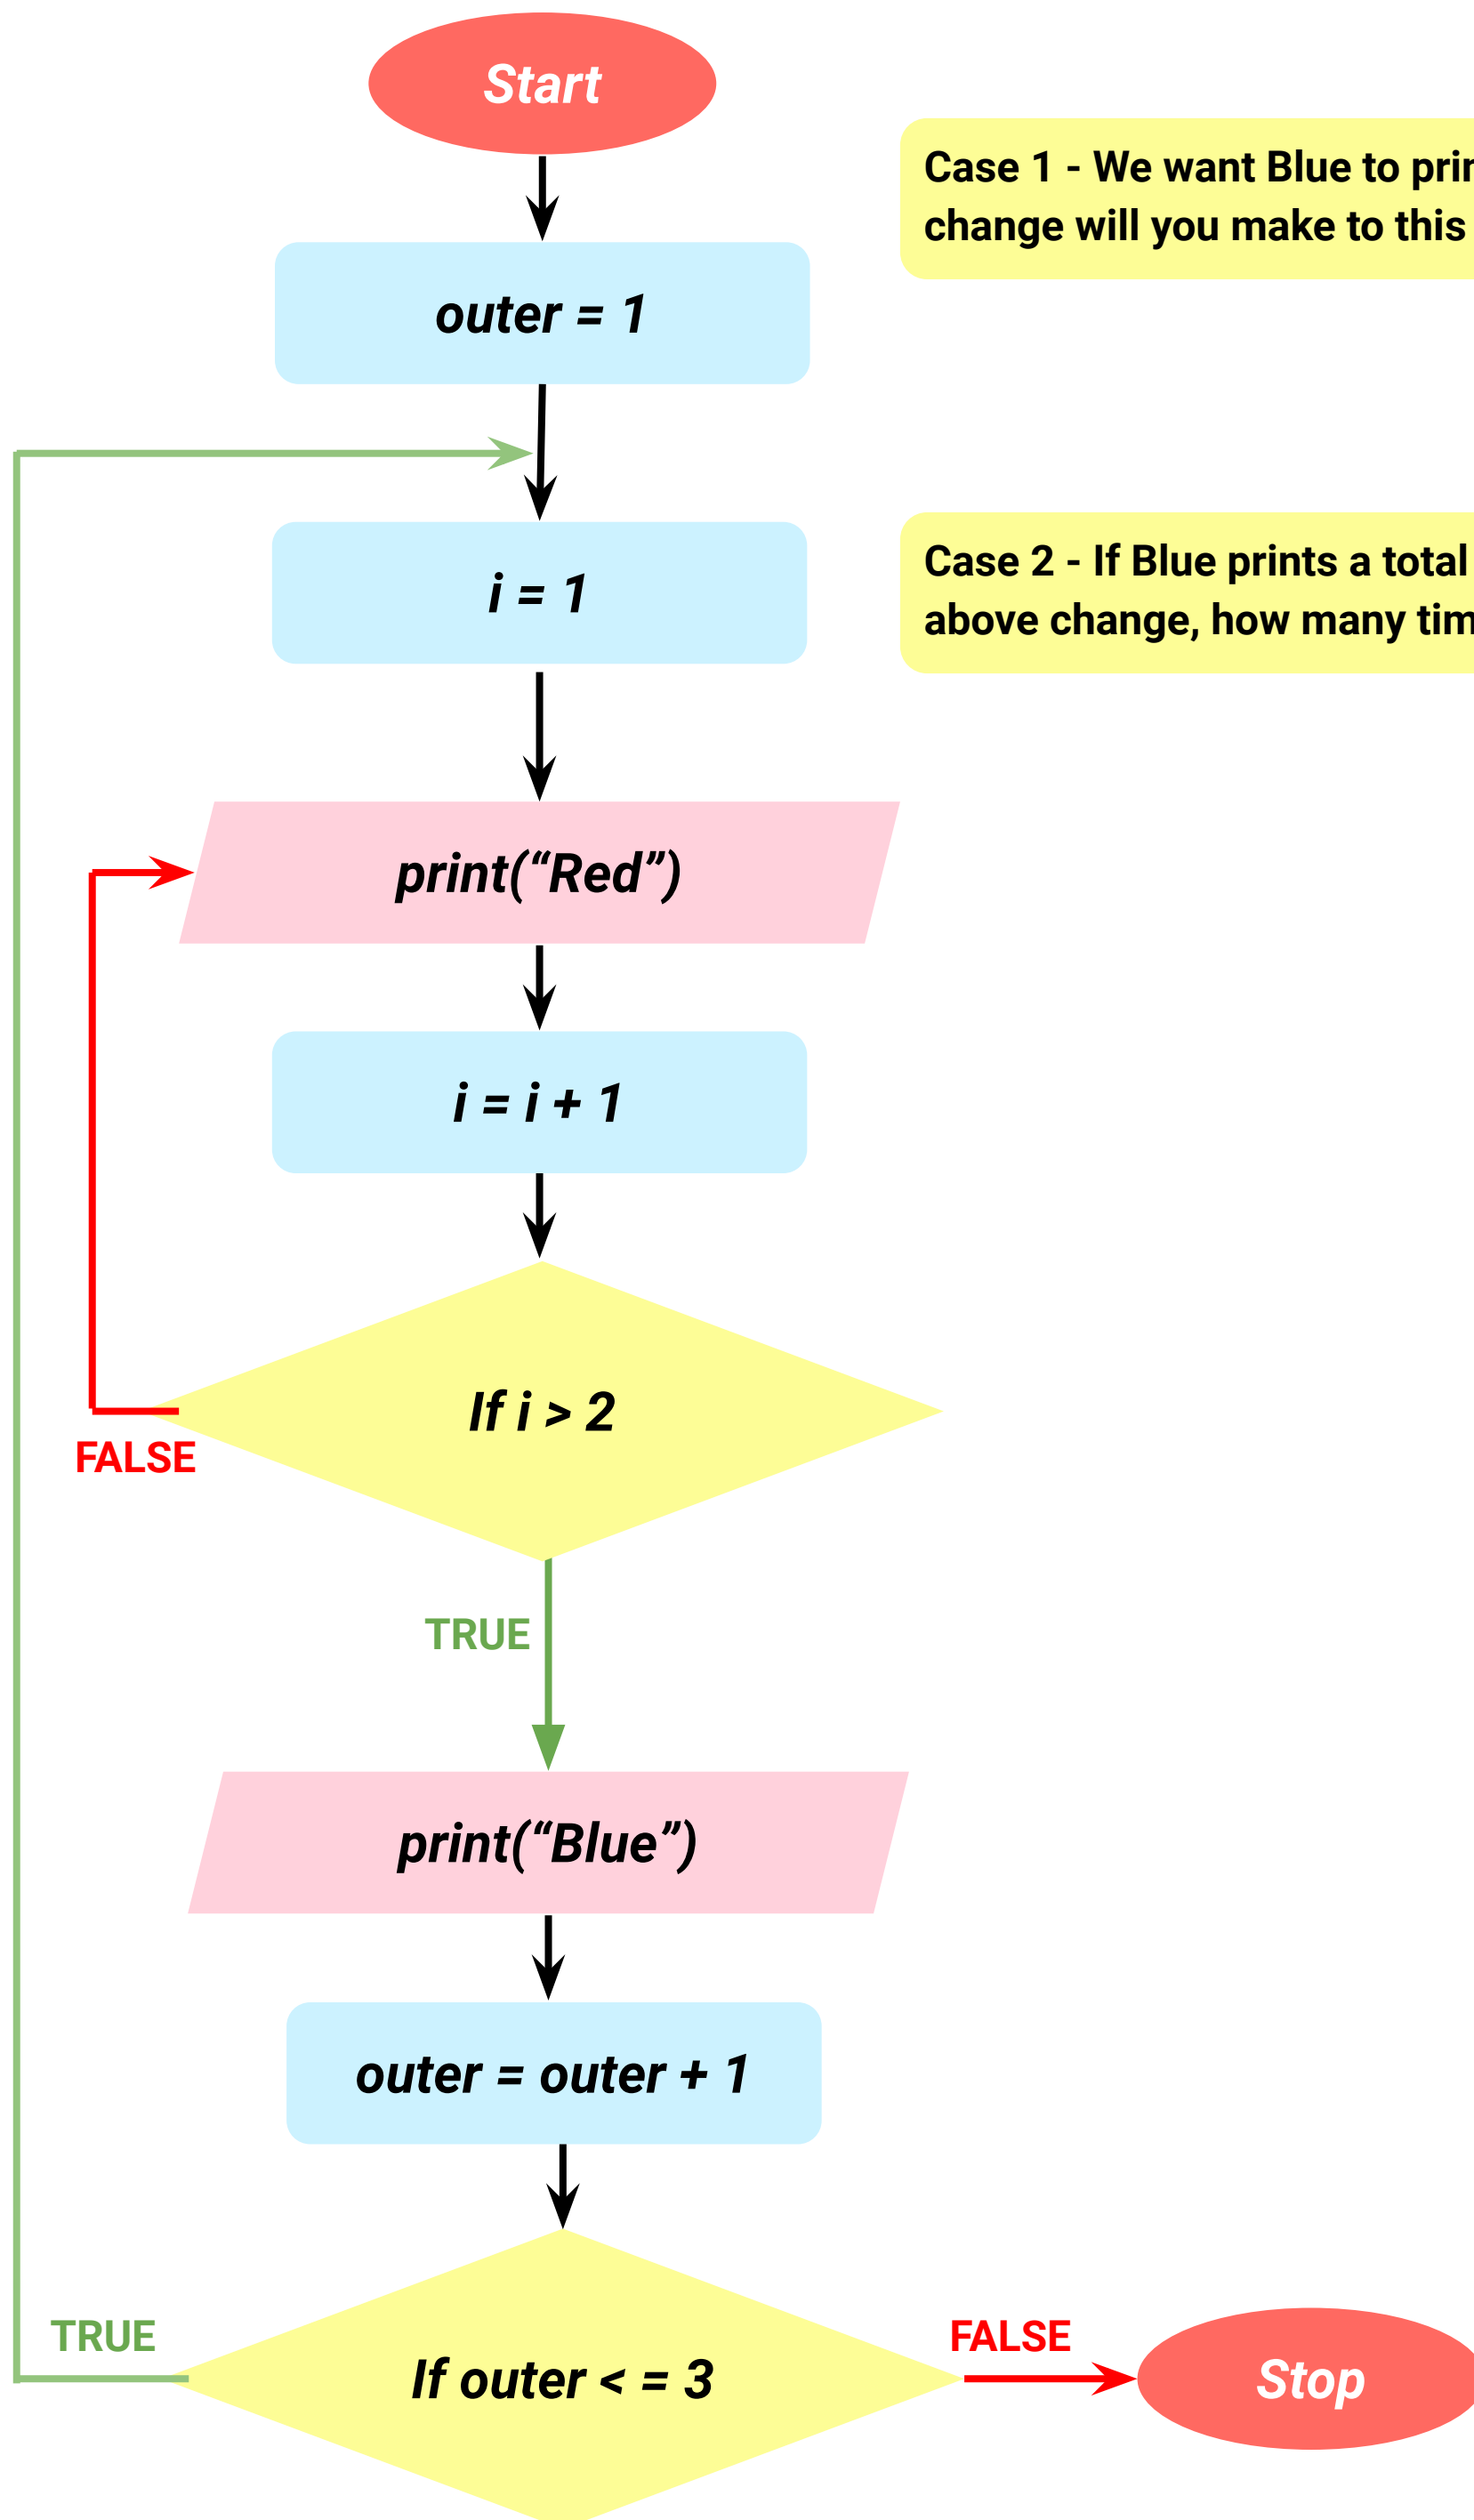 Start
Case 1 - We want Blue to
change will you make to this
outer = 1
Case 2 - If Blue prints a total
above change, how many
i = 1
print(“Red”)
i = i + 1
If i > 2
FALSE
TRUE
print(“Blue”)
outer = outer + 1
TRUE
FALSE
If outer < = 3
Stop